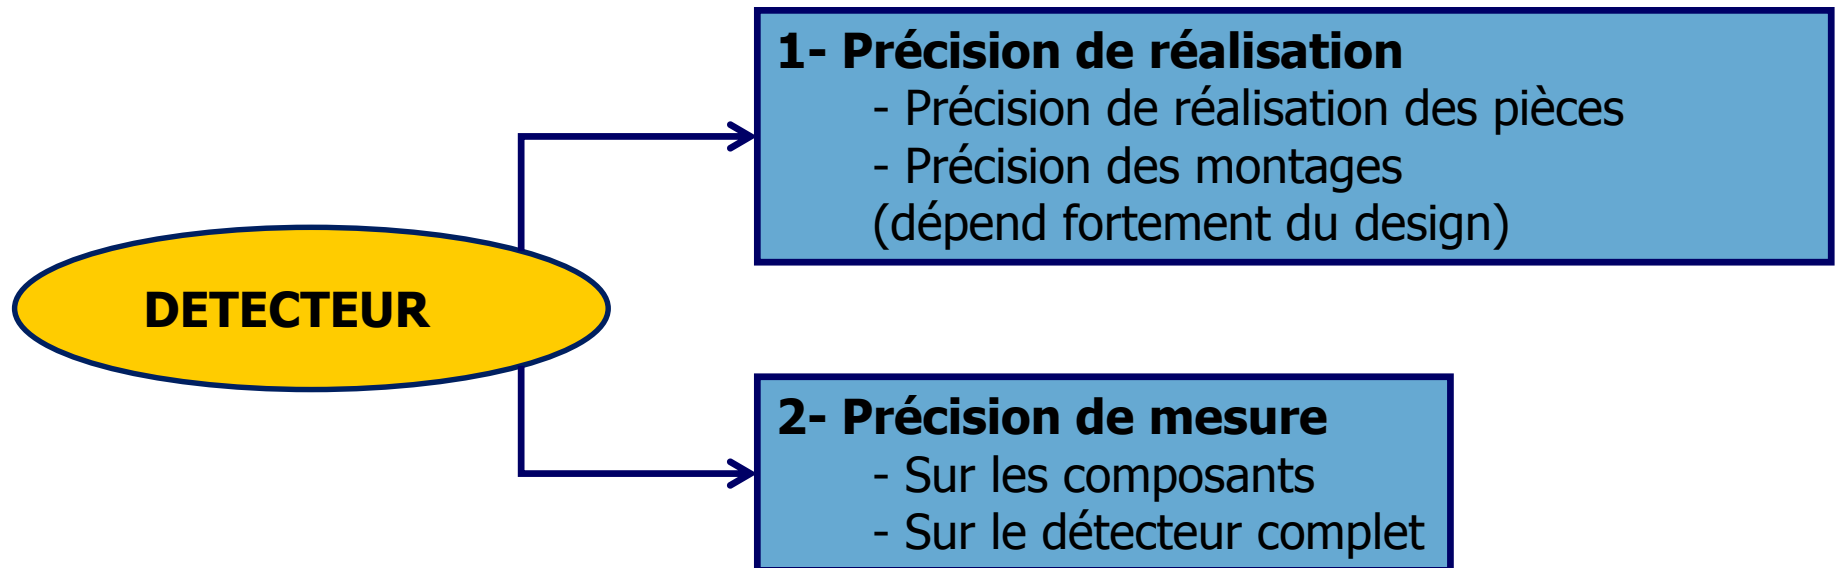 DETECTEUR
1- Précision de réalisation
- Précision de réalisation des pièces
- Précision des montages
(dépend fortement du design)
2- Précision de mesure
- Sur les composants
- Sur le détecteur complet